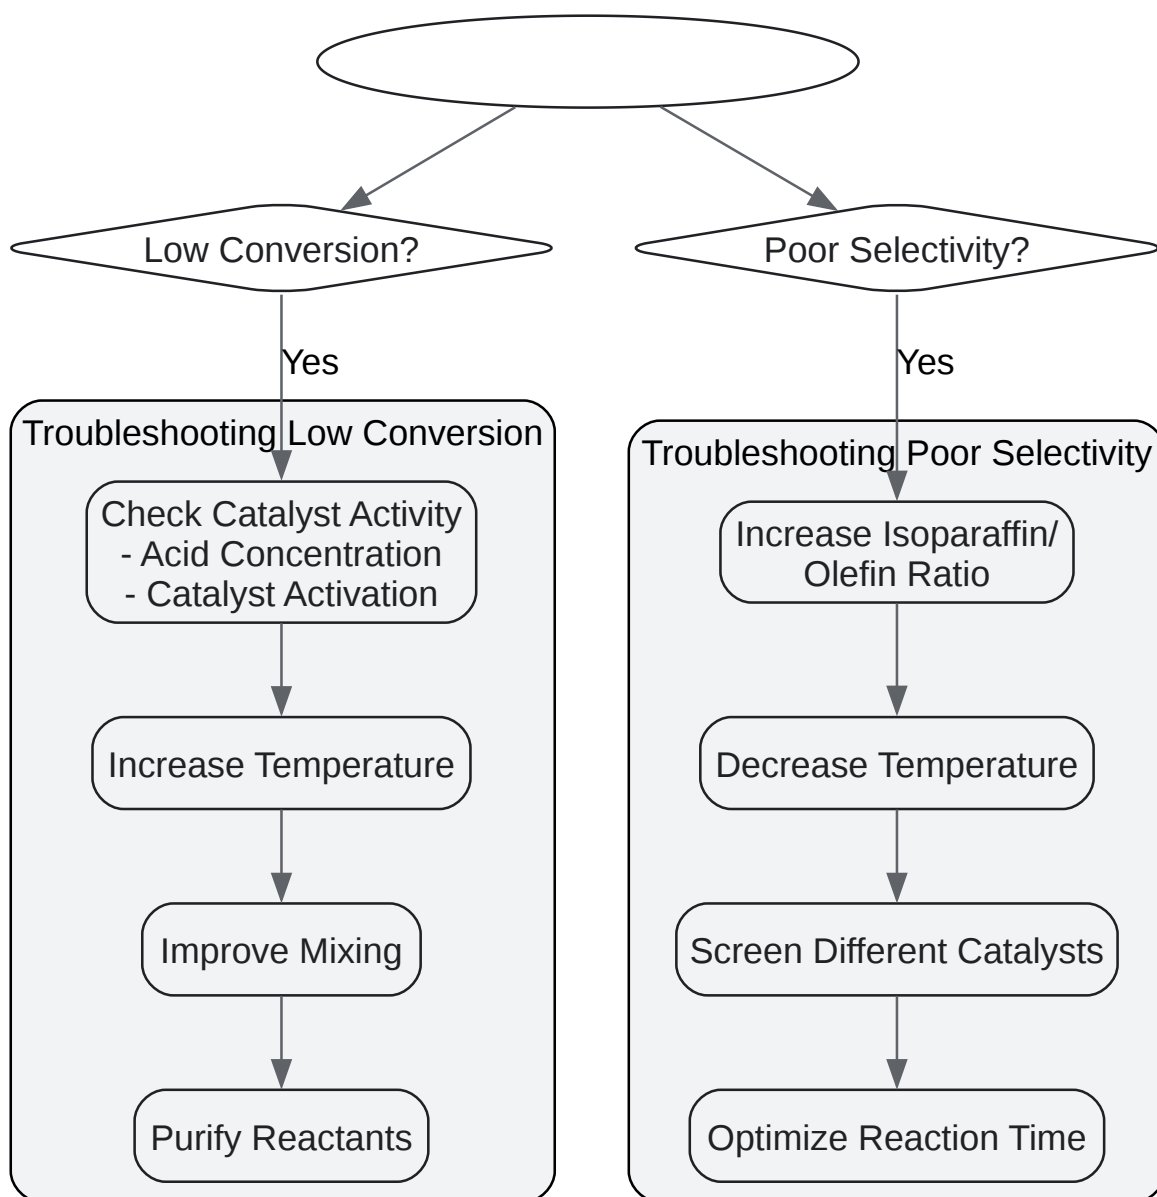 Low Conversion?
Yes
Troubleshooting Low Conversion
Check Catalyst Activity
- Acid Concentration
- Catalyst Activation
Increase Temperature
Improve Mixing
Purify Reactants
Poor Selectivity?
Yes
Troubleshooting Poor Selectivity
Increase Isoparaffin/
Olefin Ratio
Decrease Temperature
Screen Different Catalysts
Optimize Reaction Time